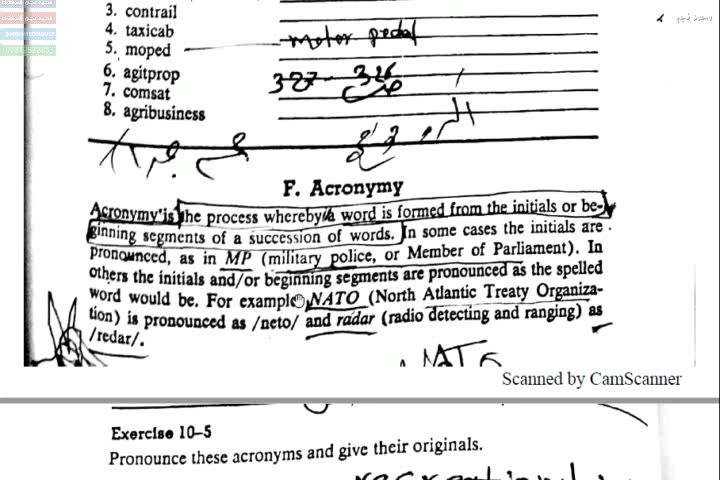 3. contrail
4. taxicab
5. moped motor pedal
6. agitprop
7. comsat
8. agribusiness
327 - 326
F. Acronymy
Acronymy is the process whereby a word is formed from the initials or be-
ginning segments of a succession of words. In some cases the initials are
pronounced, as in MP (military police, or Member of Parliament). In
others the initials and/or beginning segments are pronounced as the spelled
word would be. For example, NATO (North Atlantic Treaty Organiza-
tion) is pronounced as /neto/ and radar (radio detecting and ranging) as
/redar/.
Scanned by CamScanner
Exercise 10-5
Pronounce these acronyms and give their originals.